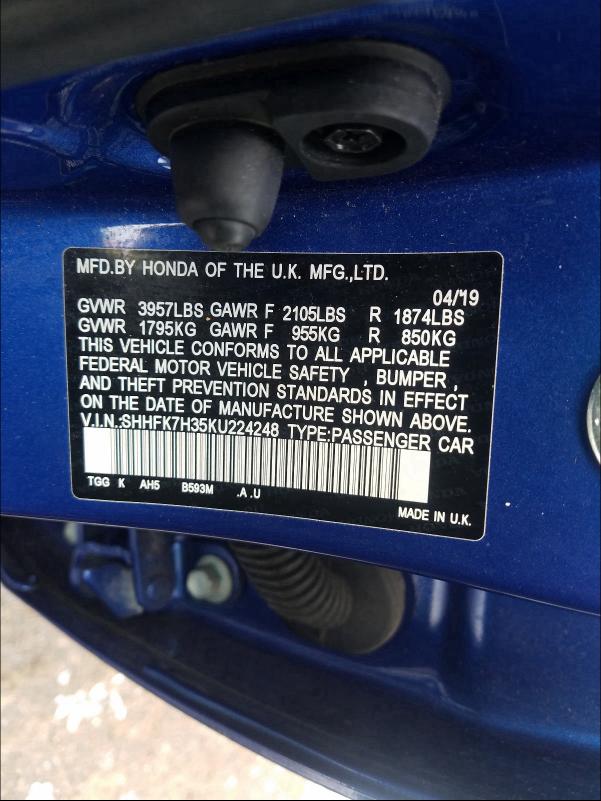 MFD.BY HONDA OF THE U.K. MFG.,LTD.
04/'19
GVWR 3957LBS GAWR F 2105LBS R 1874LBS
GVWR 1795KG GAWR F 955KG R 850KG
THIS VEHICLE CONFORMS TO ALL APPLICABLE
FEDERAL MOTOR VEHICLE SAFETY , BUMPER ,
AND THEFT PREVENTION STANDARDS IN EFFECT
ON THE DATE OF MANUFACTURE SHOWN ABOVE.
V.I.N.:SHHFK7H35KU224248 TYPE:PASSENGER CAR
TGG K AH5 B593M .A.U
MADE IN U.K.